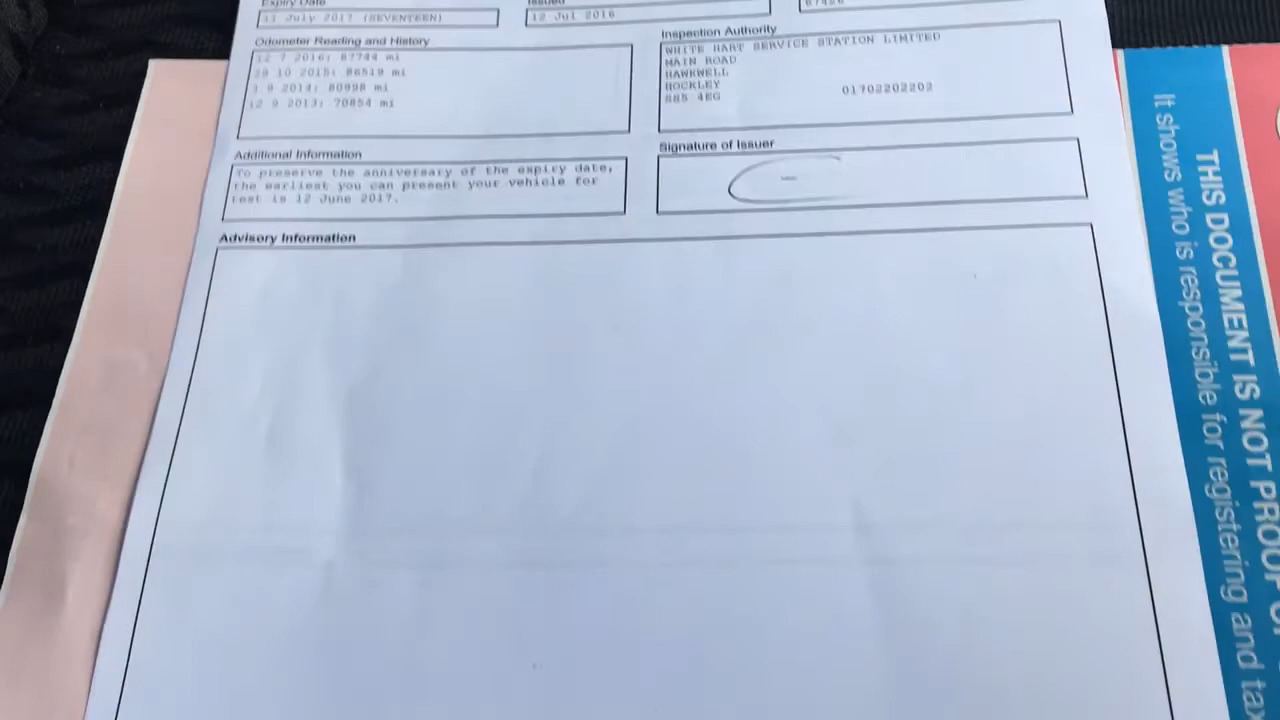 Expiry Date
11 July 2017 (SEVENTEEN)
Issued
12 Jul 2016
Odometer Reading and History
12 7 2016: 87744 mi
29 10 2015: 86519 mi
3 9 2014: 80998 mi
12 9 2013: 70854 mi
Inspection Authority
WHITE HART SERVICE STATION LIMITED
MAIN ROAD
HAWKWELL
HOCKLEY
SS5 4EG 01702202202
Additional Information
To preserve the anniversary of the expiry date,
the earliest you can present your vehicle for
test is 12 June 2017.
Signature of Issuer
Advisory Information
THIS DOCUMENT IS NOT PROOF
It shows who is responsible for registering and tax